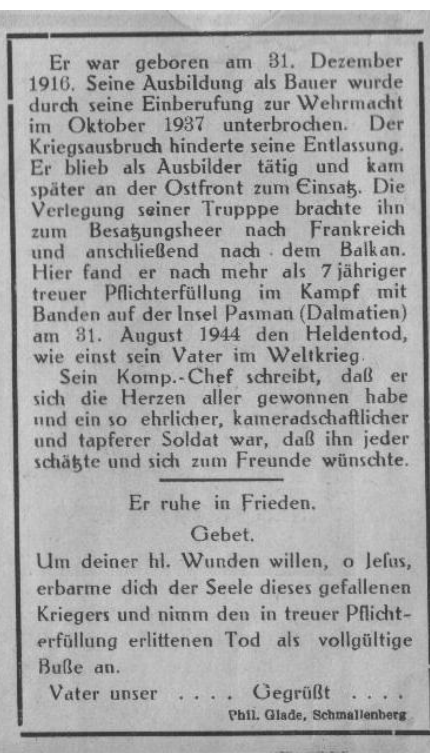 Er war geboren am 31. Dezember
1916. Seine Ausbildung als Bauer wurde
durch seine Einberufung zur Wehrmacht
im Oktober 1937 unterbrochen. Der
Kriegsausbruch hinderte seine Entlassung.
Er blieb als Ausbilder tätig und kam
später an der Ostfront zum Einsatz. Die
Verlegung seiner Trupppe brachte ihn
zum Besatzungsheer nach Frankreich
und anschließend nach dem Balkan.
Hier fand er nach mehr als 7 jähriger
treuer Pflichterfüllung im Kampf mit
Banden auf der Insel Pasman (Dalmatien)
am 31. August 1944 den Heldentod,
wie einst sein Vater im Weltkrieg.
Sein Komp.-Chef schreibt, daß er
sich die Herzen aller gewonnen habe
und ein so ehrlicher, kameradschaftlicher
und tapferer Soldat war, daß ihn jeder
schätzte und sich zum Freunde wünschte.
Er ruhe in Frieden.
Gebet.
Um deiner hl. Wunden willen, o Jesus,
erbarme dich der Seele dieses gefallenen
Kriegers und nimm den in treuer Pflicht-
erfüllung erlittenen Tod als vollgültige
Buße an.
Vater unser . . . . Gegrüßt . . . .
Phil. Glade, Schmallenberg